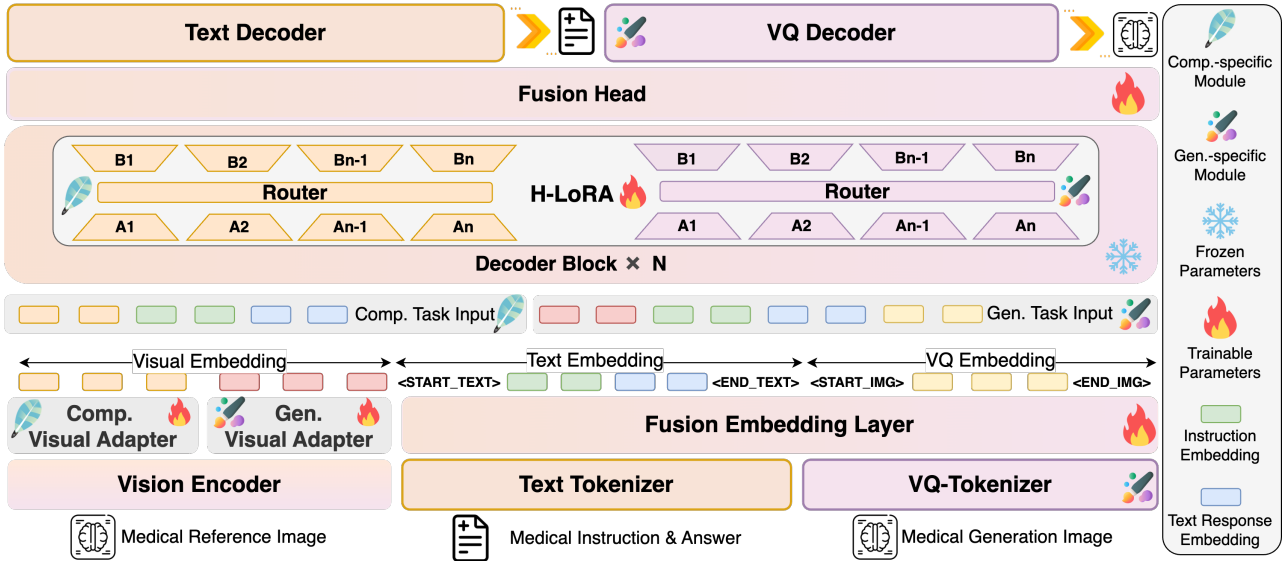 Text Decoder
VQ Decoder
Fusion Head
B1 B2 Bn-1 Bn
B1 B2 Bn-1 Bn
Router
H-LoRA
Router
A1 A2 An-1 An
A1 A2 An-1 An
Decoder Block × N
Comp. Task Input
Gen. Task Input
Visual Embedding
Text Embedding
VQ Embedding
<START_TEXT>
<END_TEXT>
<START_IMG>
<END_IMG>
Comp.
Visual Adapter
Gen.
Visual Adapter
Fusion Embedding Layer
Vision Encoder
Text Tokenizer
VQ-Tokenizer
Medical Reference Image
Medical Instruction & Answer
Medical Generation Image
Comp.-specific
Module
Gen.-specific
Module
Frozen
Parameters
Trainable
Parameters
Instruction
Embedding
Text Response
Embedding